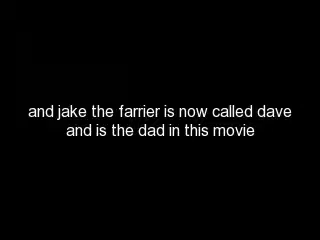 and jake the farrier is now called dave
and is the dad in this movie